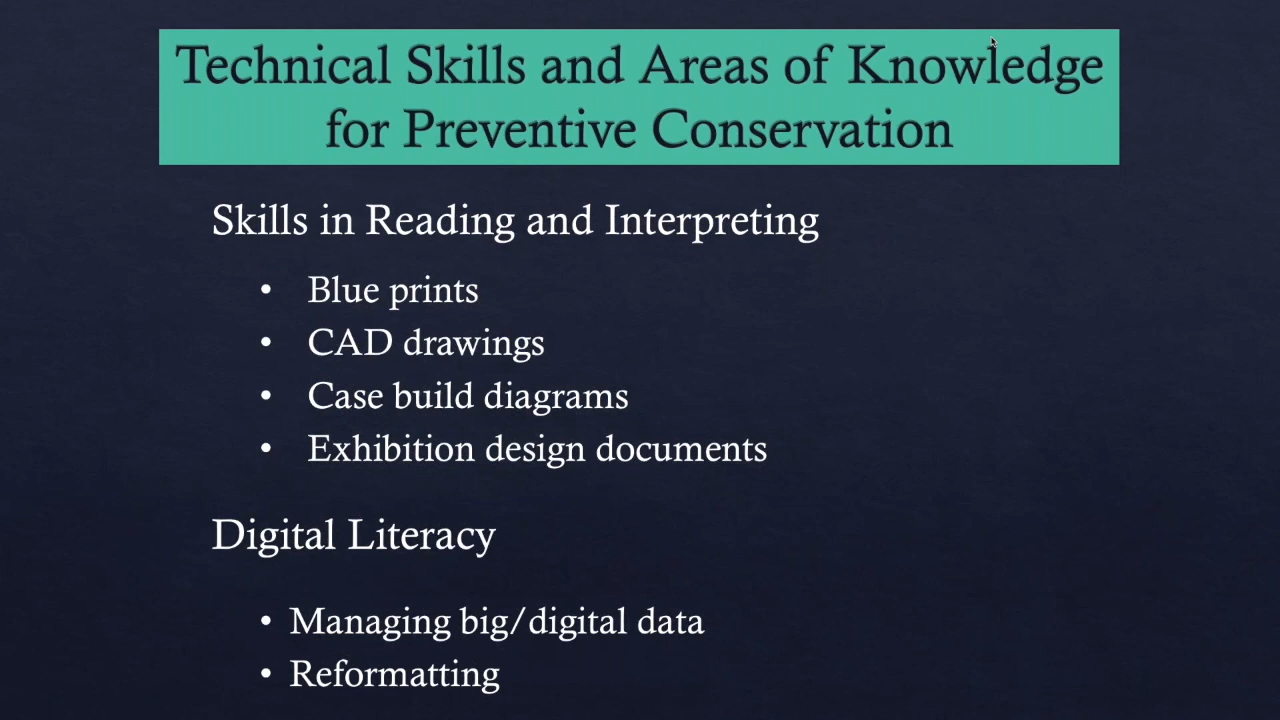 Technical Skills and Areas of Knowledge
for Preventive Conservation
Skills in Reading and Interpreting
• Blue prints
• CAD drawings
• Case build diagrams
• Exhibition design documents
Digital Literacy
• Managing big/digital data
• Reformatting